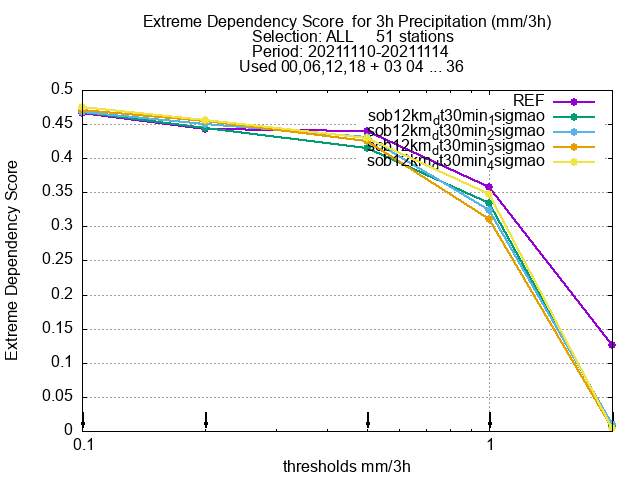 Extreme Dependency Score  for 3h Precipitation (mm/3h)
Selection: ALL     51 stations
Period: 20211110-20211114
Used 00,06,12,18 + 03 04 ... 36
Extreme Dependency Score
0.5
0.45
0.4
0.35
0.3
0.25
0.2
0.15
0.1
0.05
0
REF
sob12km_dt30min_1sigmao
sob12km_dt30min_2sigmao
sob12km_dt30min_3sigmao
sob12km_dt30min_4sigmao
0.1
1
thresholds mm/3h